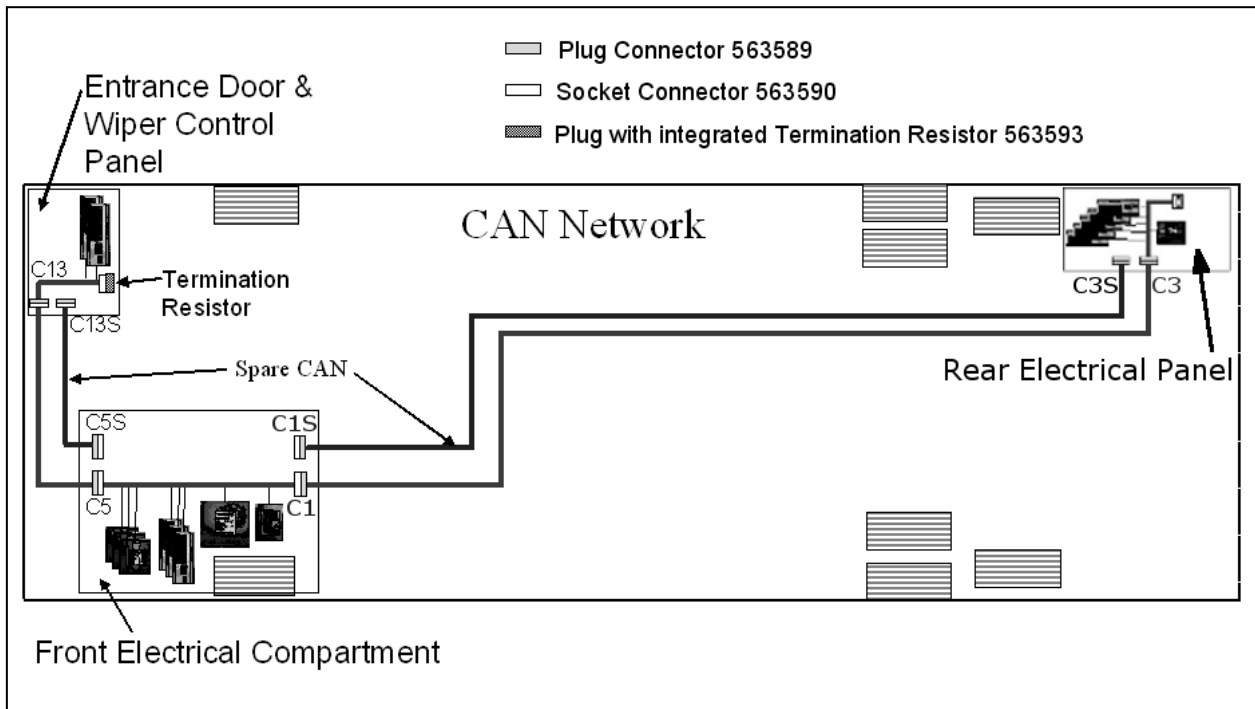 Plug Connector 563589
Socket Connector 563590
Plug with integrated Termination Resistor 563593
Entrance Door &
Wiper Control
Panel
CAN Network
C13
Termination
Resistor
C13S
C3S
C3
Spare CAN
Rear Electrical Panel
C5S
C1S
C5
C1
Front Electrical Compartment